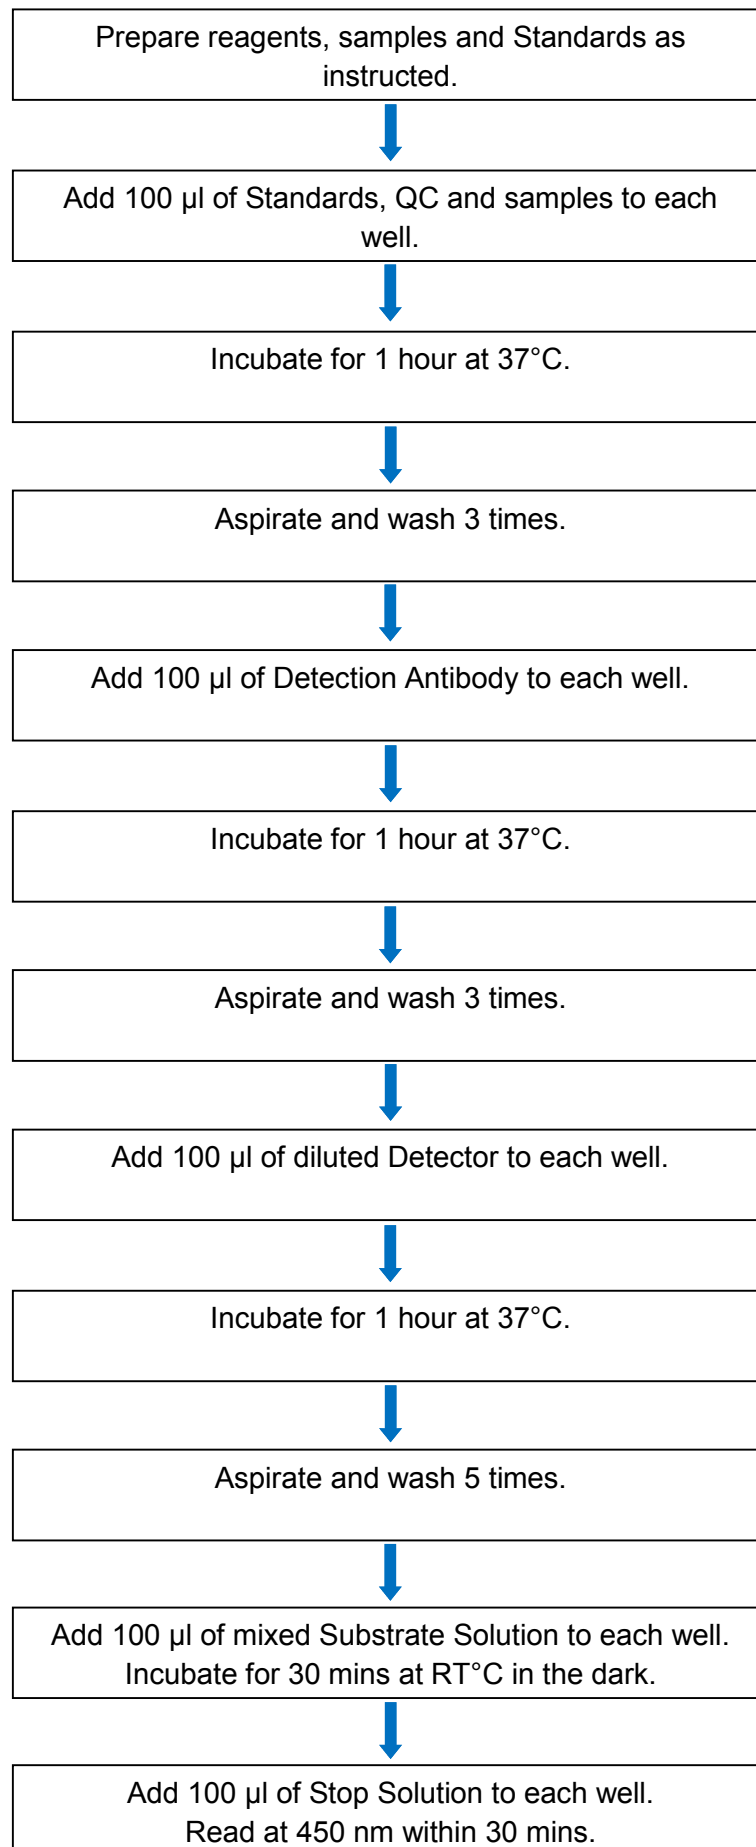 Prepare reagents, samples and Standards as
instructed.
Add 100 µl of Standards, QC and samples to each
well.
Incubate for 1 hour at 37°C.
Aspirate and wash 3 times.
Add 100 µl of Detection Antibody to each well.
Incubate for 1 hour at 37°C.
Aspirate and wash 3 times.
Add 100 µl of diluted Detector to each well.
Incubate for 1 hour at 37°C.
Aspirate and wash 5 times.
Add 100 µl of mixed Substrate Solution to each well.
Incubate for 30 mins at RT°C in the dark.
Add 100 µl of Stop Solution to each well.
Read at 450 nm within 30 mins.